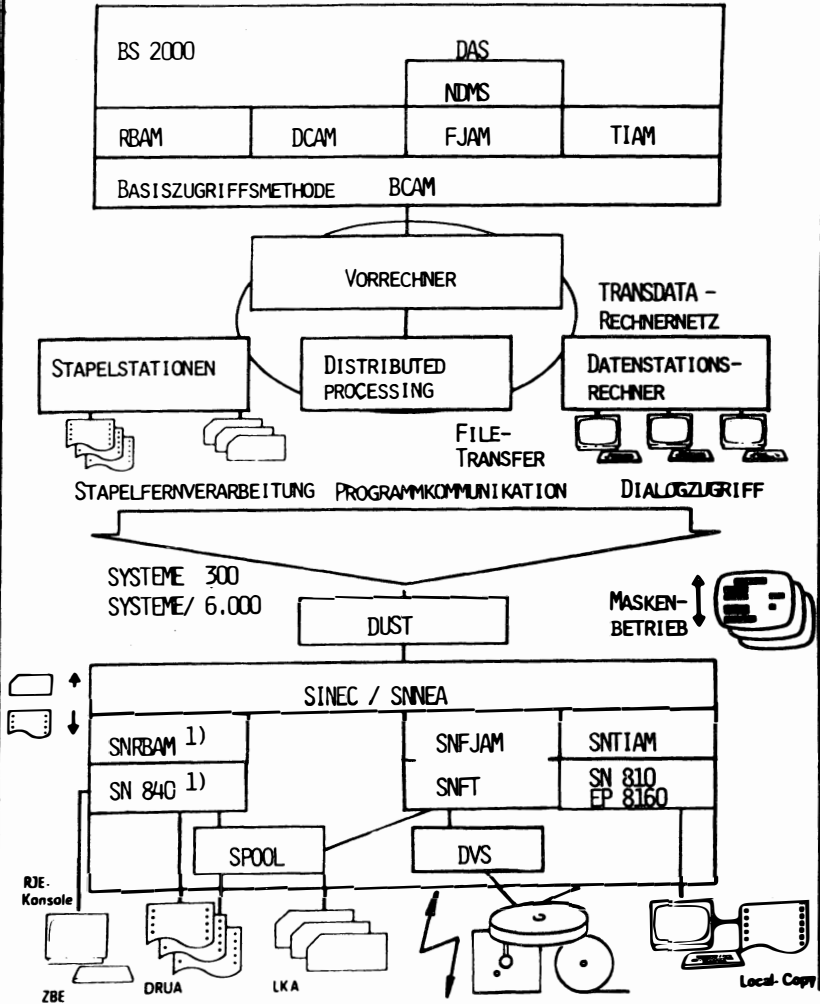 BS 2000
DAS
NDMS
RBAM
DCAM
FJAM
TIAM
BASISZUGRIFFSMETHODE BCAM
VORRECHNER
TRANSDATA –
RECHNERNETZ
STAPELSTATIONEN
DISTRIBUTED
PROCESSING
DATENSTATIONS–
RECHNER
FILE–
TRANSFER
STAPELFERNVERARBEITUNG PROGRAMMKOMMUNIKATION DIALOGZUGRIFF
SYSTEME 300
SYSTEME/ 6.000
DUST
MASKEN–
BETRIEB
SINEC / SNNEA
SNRBAM 1)
SNFJAM
SNTIAM
SN 840 1)
SNFT
SN 810
EP 8160
SPOOL
DVS
RJE-
Konsole
ZBE
DRUA
LKA
Local-Copy